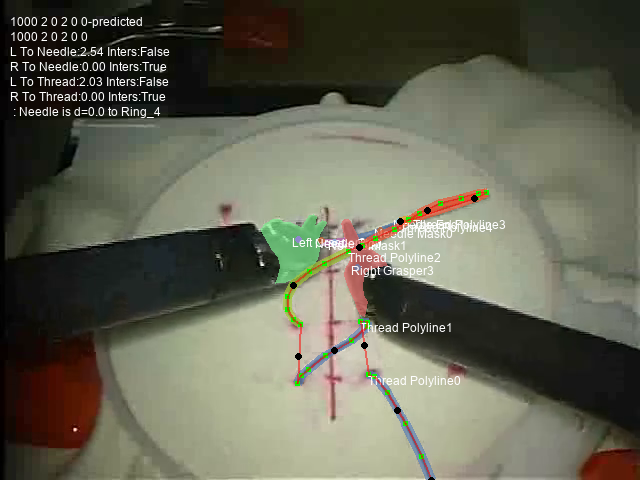 1000 2 0 2 0 0-predicted
1000 2 0 2 0 0
L To Needle:2.54 Inters:False
R To Needle:0.00 Inters:True
L To Thread:2.03 Inters:False
R To Thread:0.00 Inters:True
: Needle is d=0.0 to Ring_4
Polyline3
Needle Mask0
Left
Mask1
Thread Polyline2
Right Grasper3
Thread Polyline1
Thread Polyline0